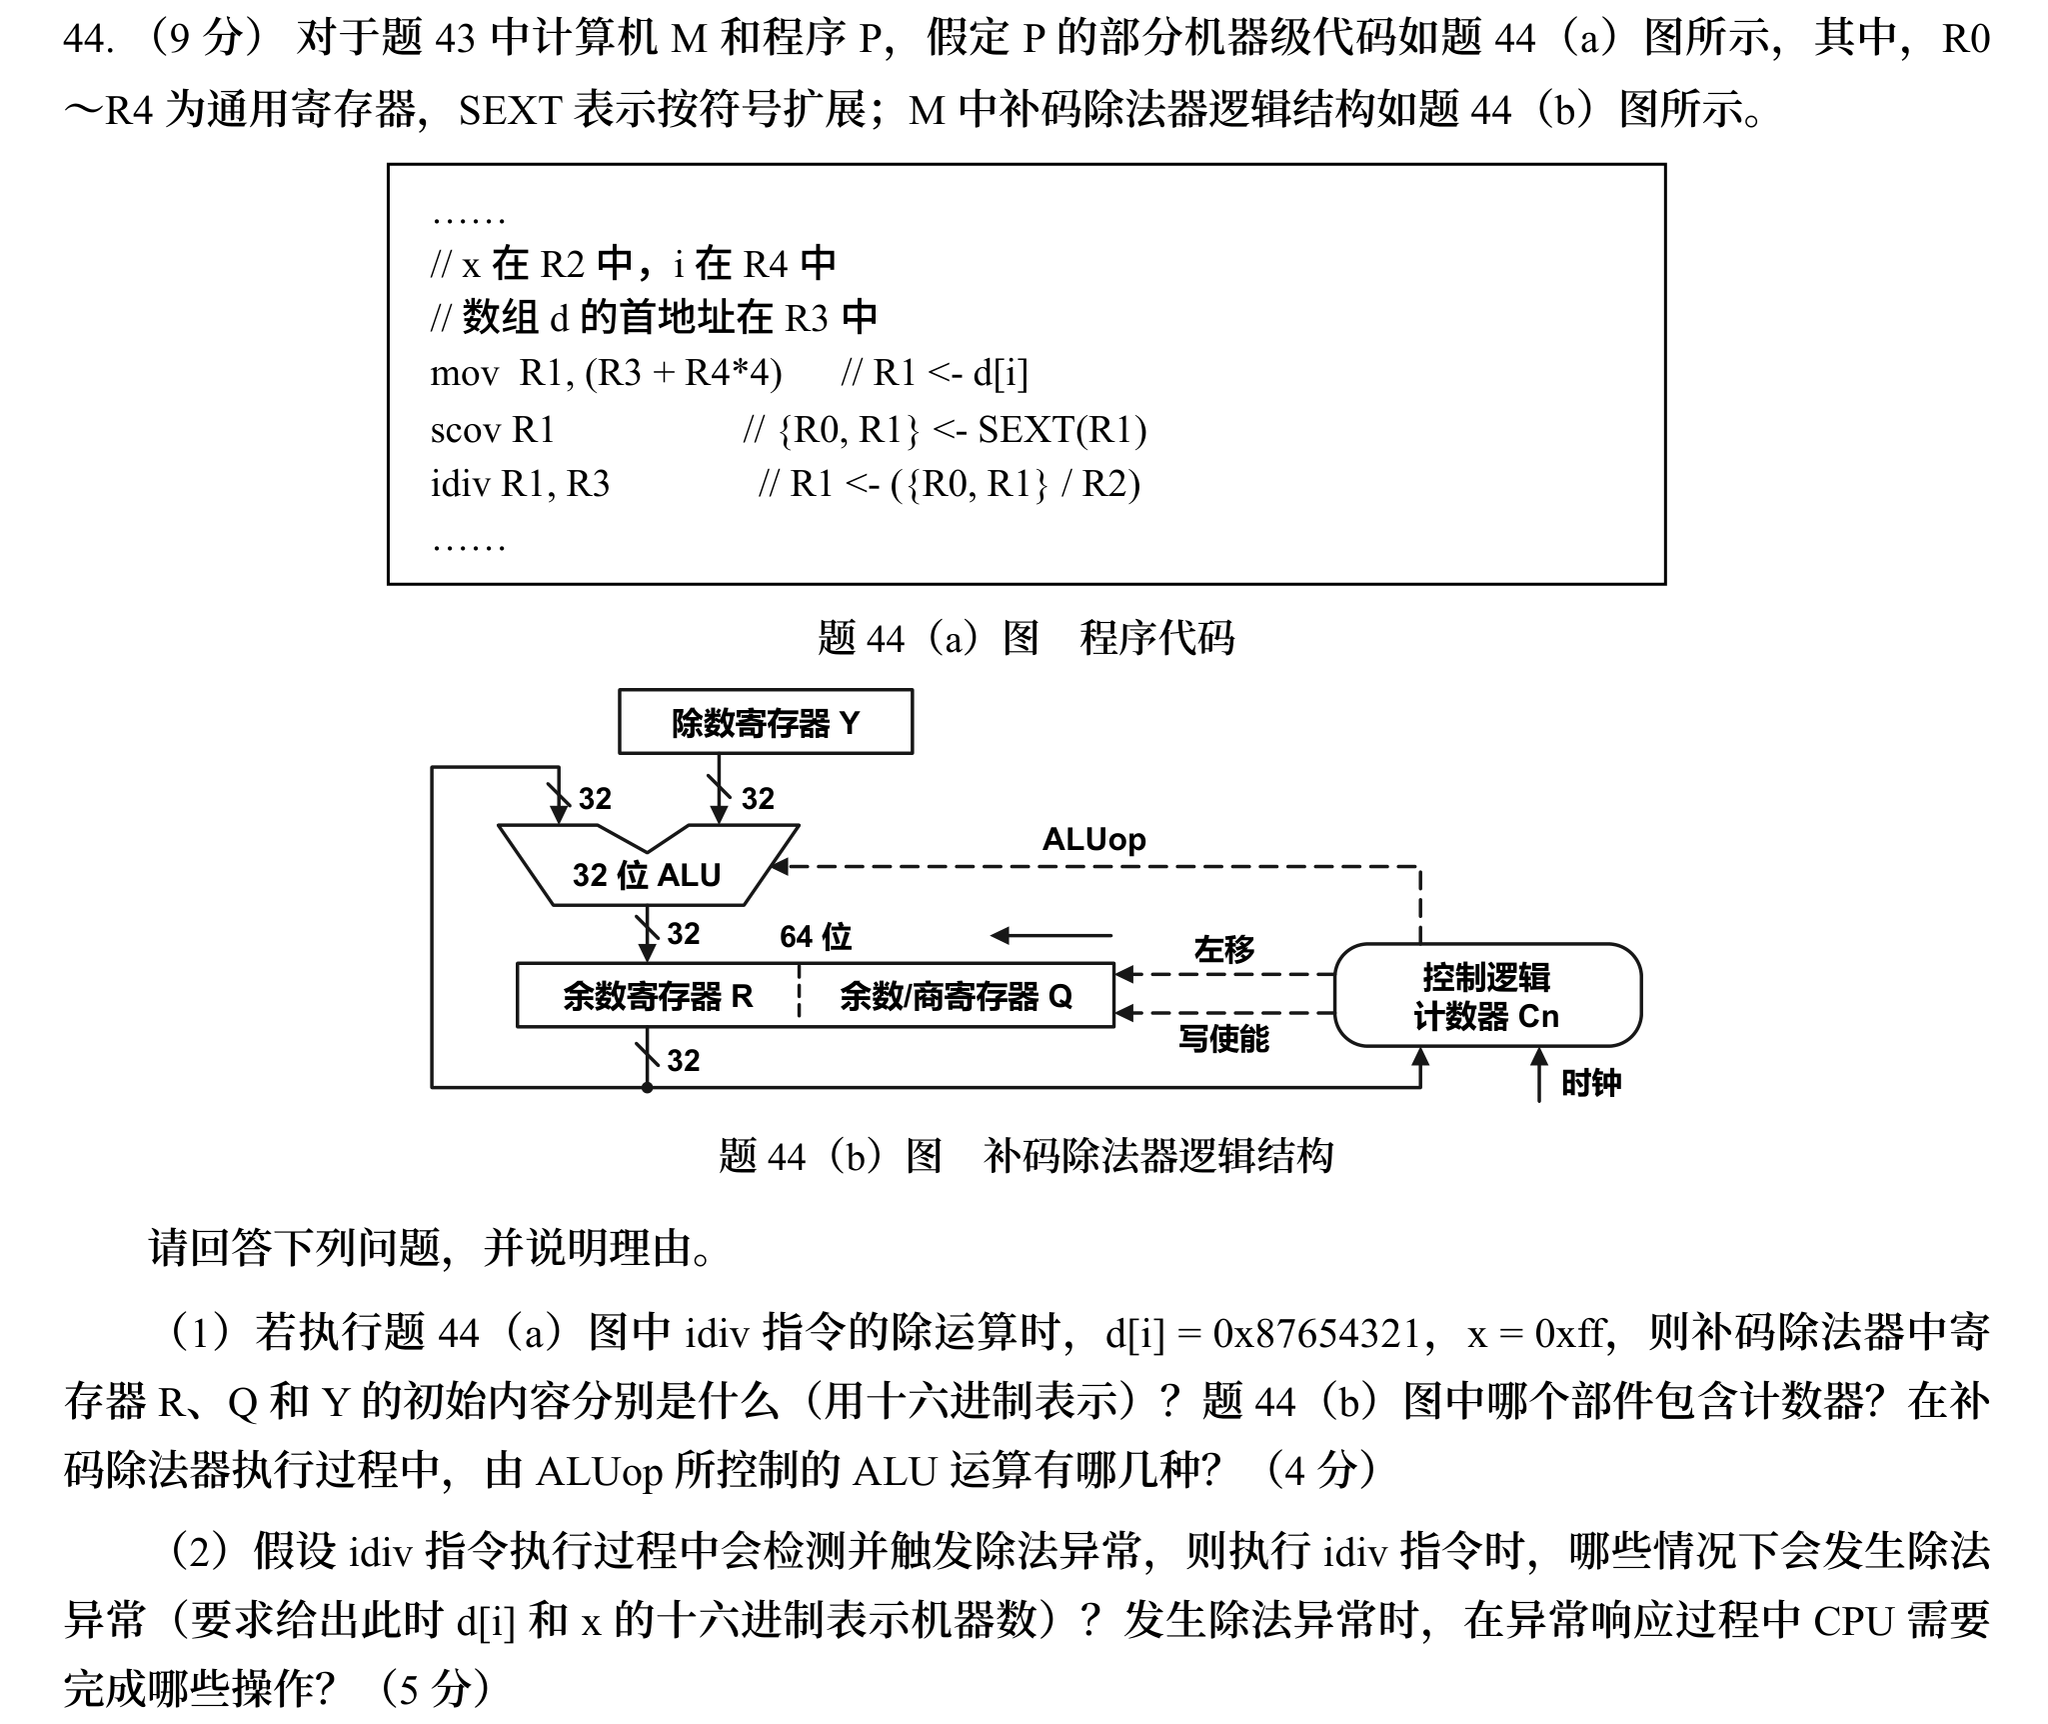 44. （9 分） 对于题 43 中计算机 M 和程序 P，假定 P 的部分机器级代码如题 44（a）图所示，其中，R0
～R4 为通用寄存器，SEXT 表示按符号扩展；M 中补码除法器逻辑结构如题 44（b）图所示。
……
// x 在 R2 中，i 在 R4 中
// 数组 d 的首地址在 R3 中
mov R1, (R3 + R4*4) // R1 <- d[i]
scov R1 // {R0, R1} <- SEXT(R1)
idiv R1, R3 // R1 <- ({R0, R1} / R2)
……
题 44（a）图 程序代码
除数寄存器 Y
32 32
ALUop
32 位 ALU
32 64 位
左移
余数寄存器 R 余数/商寄存器 Q
控制逻辑
计数器 Cn
写使能
32
时钟
题 44（b）图 补码除法器逻辑结构
请回答下列问题，并说明理由。
（1）若执行题 44（a）图中 idiv 指令的除运算时，d[i] = 0x87654321，x = 0xff，则补码除法器中寄
存器 R、Q 和 Y 的初始内容分别是什么（用十六进制表示）？题 44（b）图中哪个部件包含计数器？在补
码除法器执行过程中，由 ALUop 所控制的 ALU 运算有哪几种？（4 分）
（2）假设 idiv 指令执行过程中会检测并触发除法异常，则执行 idiv 指令时，哪些情况下会发生除法
异常（要求给出此时 d[i] 和 x 的十六进制表示机器数）？发生除法异常时，在异常响应过程中 CPU 需要
完成哪些操作？（5 分）